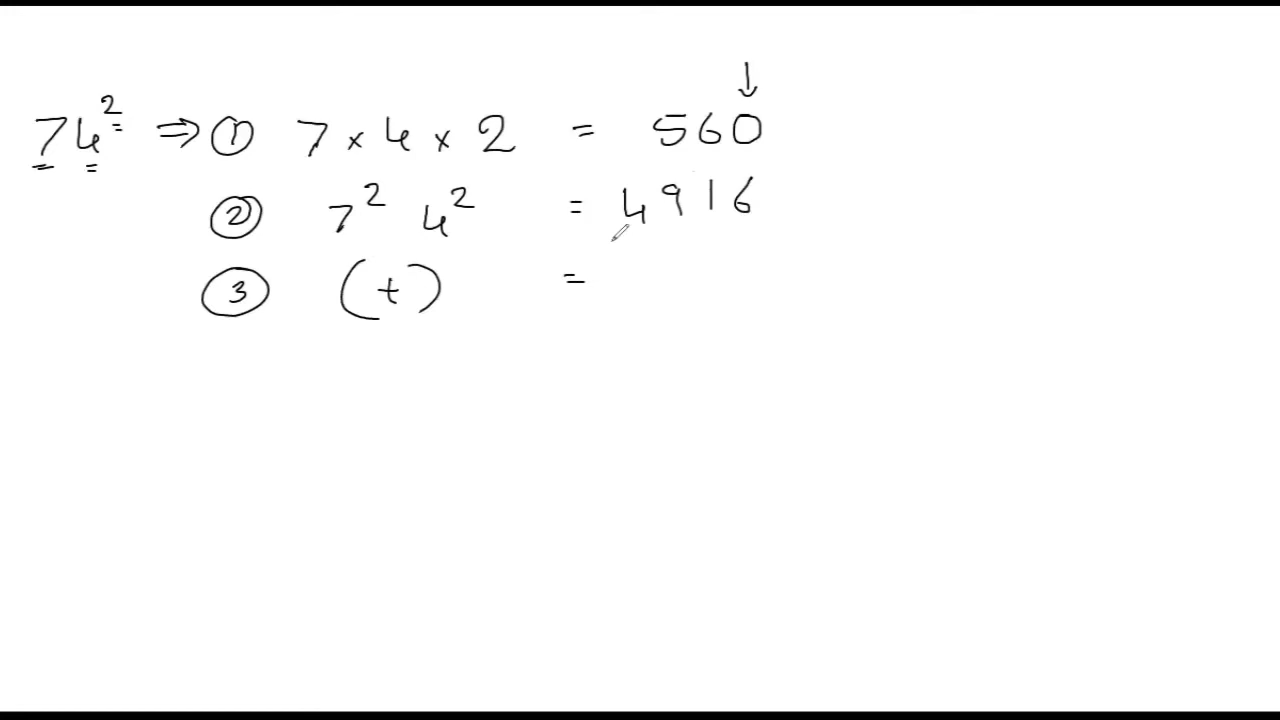 74² ⇒ ① 7 × 4 × 2 = 560
② 7² 4² = 4916
③ (+) =